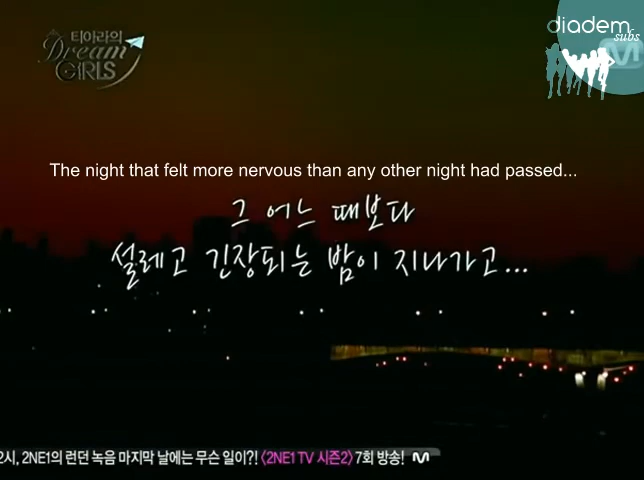 티아라의
Dream
GIRLS
diadem
subs
The night that felt more nervous than any other night had passed...
그 어느 때보다
설레고 긴장되는 밤이 지나가고...
2시, 2NE1의 런던 녹음 마지막 날에는 무슨 일이?! <2NE1 TV 시즌2> 7회 방송!